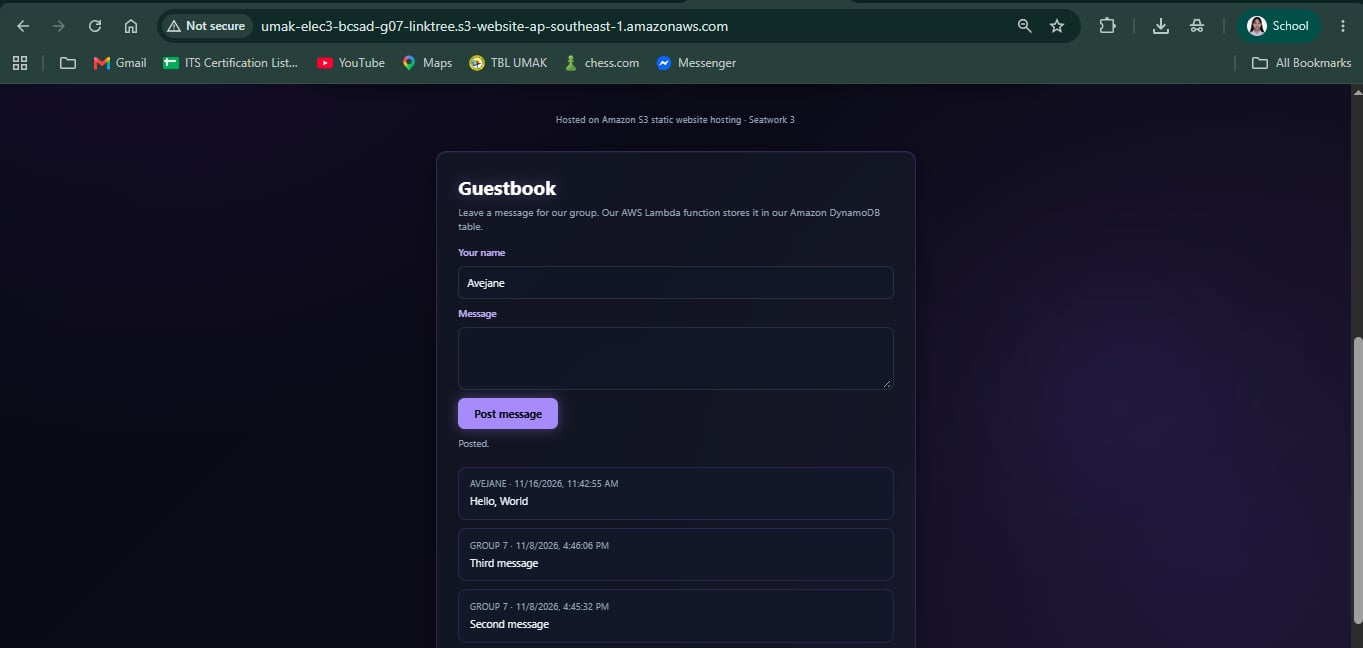 Not secure
umak-elec3-bcsad-g07-linktree.s3-website-ap-southeast-1.amazonaws.com
School
Gmail
ITS Certification List...
YouTube
Maps
TBL UMAK
chess.com
Messenger
All Bookmarks
Hosted on Amazon S3 static website hosting · Seatwork 3
Guestbook
Leave a message for our group. Our AWS Lambda function stores it in our Amazon DynamoDB
table.
Your name
Avejane
Message
Post message
Posted.
AVEJANE · 11/16/2026, 11:42:55 AM
Hello, World
GROUP 7 · 11/8/2026, 4:46:06 PM
Third message
GROUP 7 · 11/8/2026, 4:45:32 PM
Second message